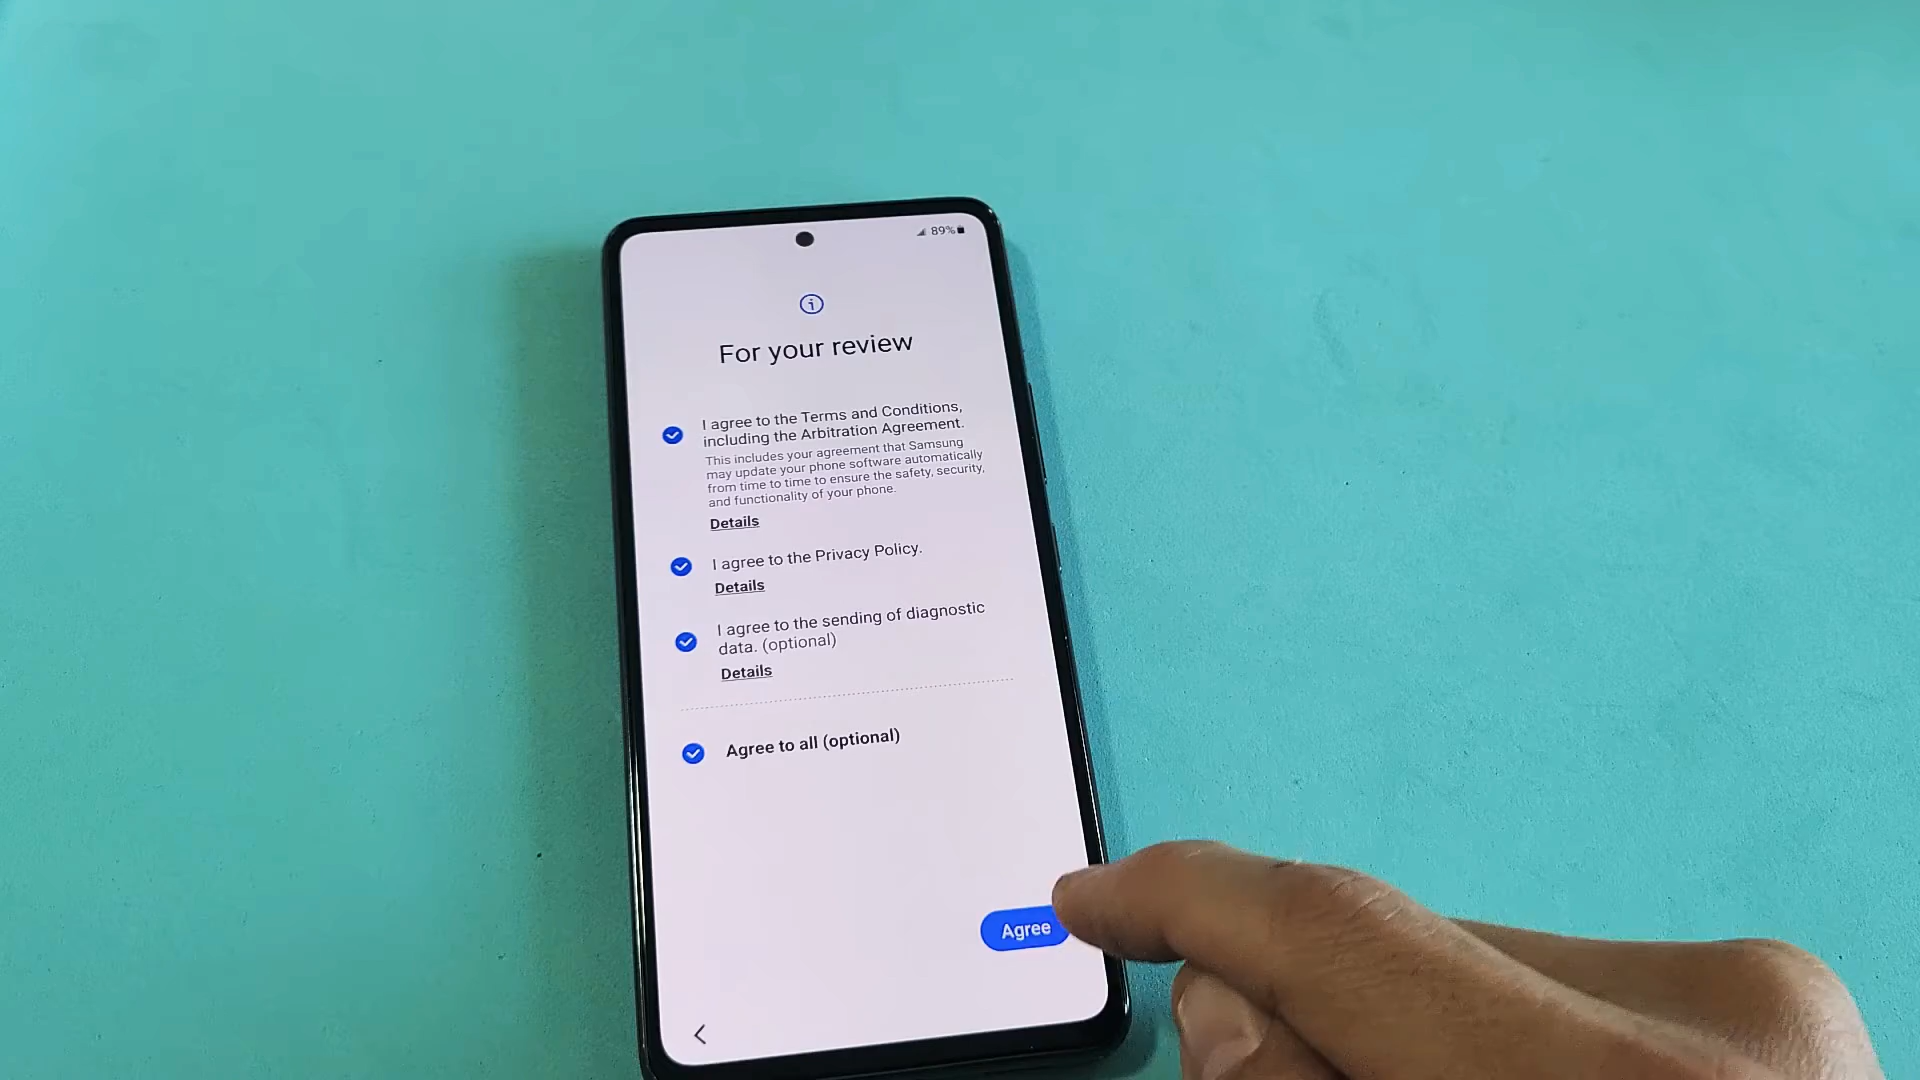 89%
For your review
I agree to the Terms and Conditions,
including the Arbitration Agreement.
This includes your agreement that Samsung
may update your phone software automatically
from time to time to ensure the safety, security,
and functionality of your phone.
Details
I agree to the Privacy Policy.
Details
I agree to the sending of diagnostic
data. (optional)
Details
Agree to all (optional)
Agree